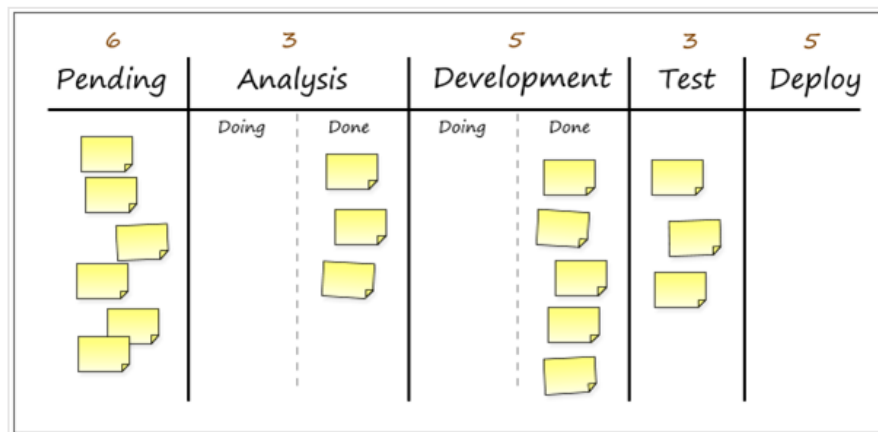 6 3 5 3 5
Pending Analysis Development Test Deploy
Doing Done Doing Done